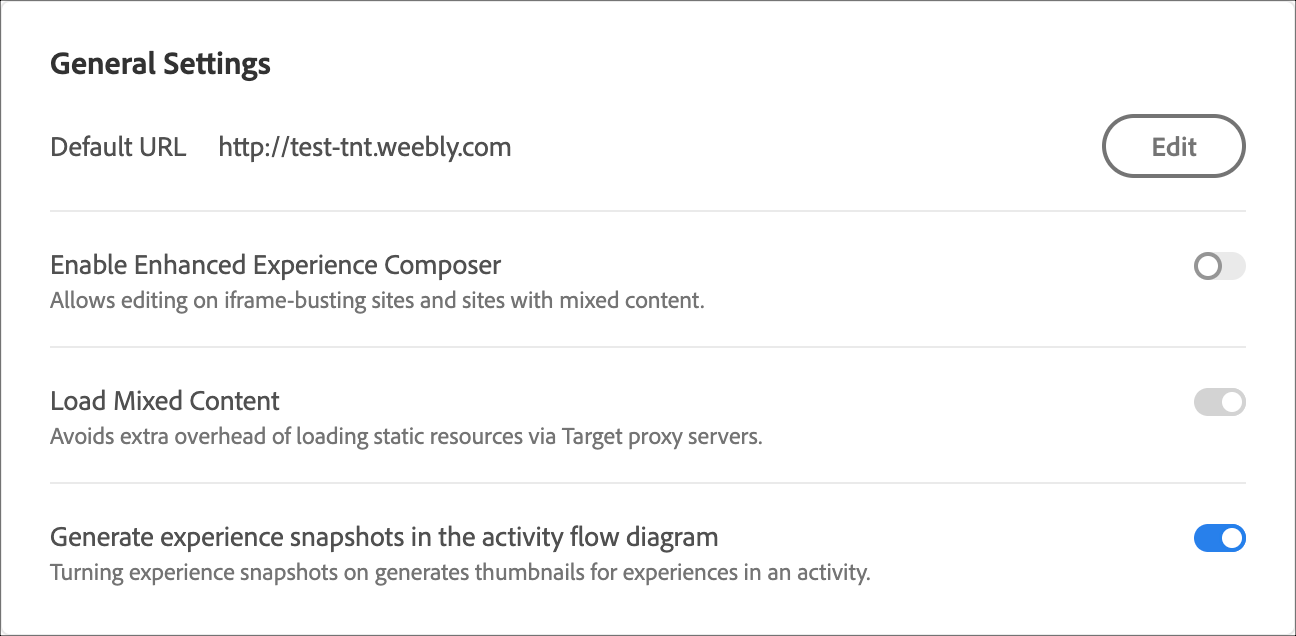 General Settings
Default URL http://test-tnt.weebly.com Edit
Enable Enhanced Experience Composer
Allows editing on iframe-busting sites and sites with mixed content.
Load Mixed Content
Avoids extra overhead of loading static resources via Target proxy servers.
Generate experience snapshots in the activity flow diagram
Turning experience snapshots on generates thumbnails for experiences in an activity.